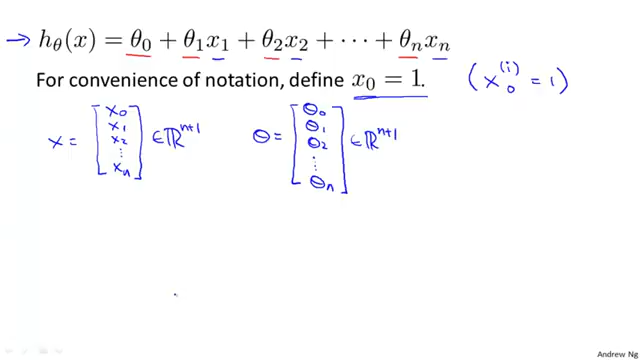 → hθ(x) = θ₀ + θ₁x₁ + θ₂x₂ + ⋯ + θₙxₙ
For convenience of notation, define x₀ = 1. (x₀⁽ⁱ⁾ = 1)
x = [x₀ x₁ x₂ ⋮ xₙ] ∈ ℝⁿ⁺¹ θ = [θ₀ θ₁ θ₂ ⋮ θₙ] ∈ ℝⁿ⁺¹
Andrew Ng